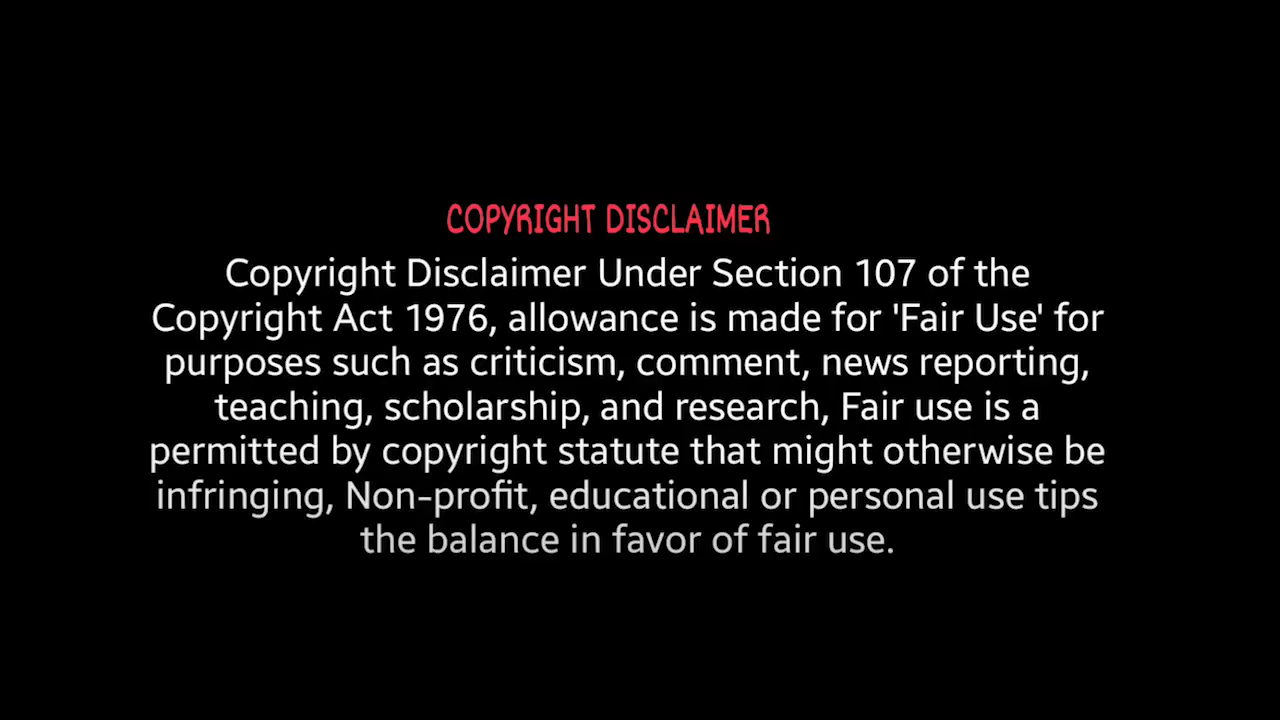 COPYRIGHT DISCLAIMER
Copyright Disclaimer Under Section 107 of the
Copyright Act 1976, allowance is made for 'Fair Use' for
purposes such as criticism, comment, news reporting,
teaching, scholarship, and research, Fair use is a
permitted by copyright statute that might otherwise be
infringing, Non-profit, educational or personal use tips
the balance in favor of fair use.